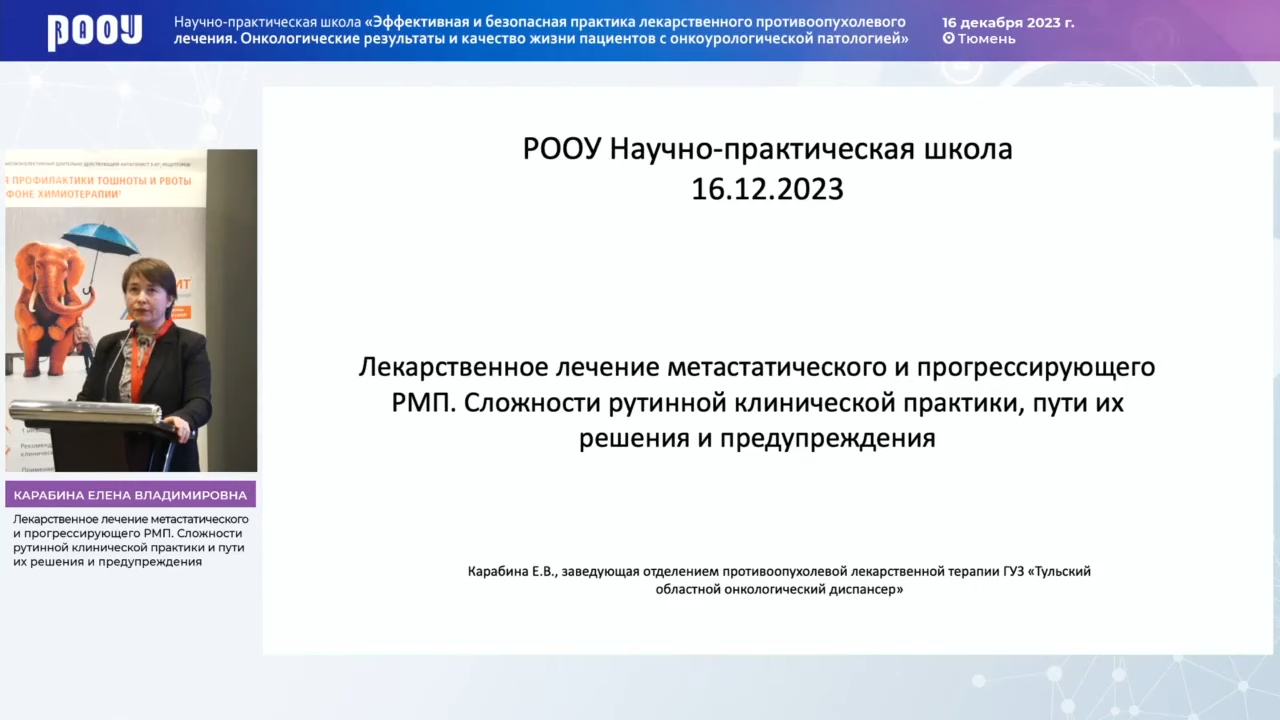 РООУ
RAOU
Научно-практическая школа «Эффективная и безопасная практика лекарственного противоопухолевого
лечения. Онкологические результаты и качество жизни пациентов с онкоурологической патологией»
16 декабря 2023 г.
Тюмень
РООУ Научно-практическая школа
16.12.2023
Лекарственное лечение метастатического и прогрессирующего
РМП. Сложности рутинной клинической практики, пути их
решения и предупреждения
Карабина Е.В., заведующая отделением противоопухолевой лекарственной терапии ГУЗ «Тульский
областной онкологический диспансер»
Я ПРОФИЛАКТИКИ ТОШНОТЫ И РВОТЫ
ФОНЕ ХИМИОТЕРАПИИ
КАРАБИНА ЕЛЕНА ВЛАДИМИРОВНА
Лекарственное лечение метастатического
и прогрессирующего РМП. Сложности
рутинной клинической практики и пути
их решения и предупреждения